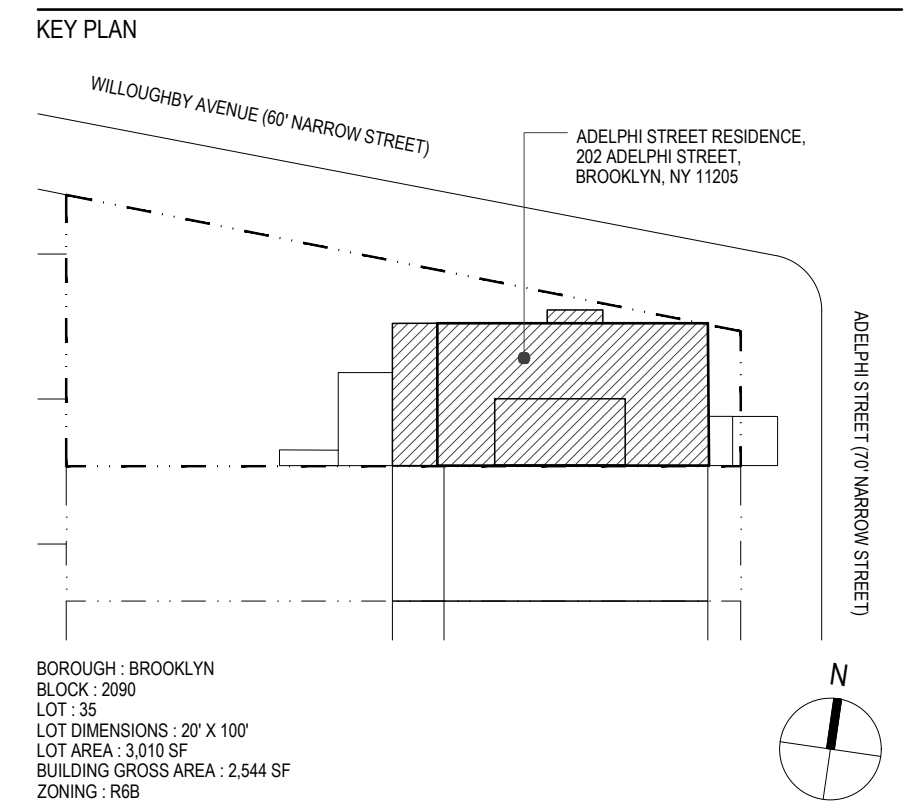 KEY PLAN
WILLOUGHBY AVENUE (60' NARROW STREET)
ADELPHI STREET RESIDENCE,
202 ADELPHI STREET,
BROOKLYN, NY 11205
ADELPHI STREET (70' NARROW STREET)
BOROUGH : BROOKLYN
BLOCK : 2090
LOT : 35
LOT DIMENSIONS : 20' X 100'
LOT AREA : 3,010 SF
BUILDING GROSS AREA : 2,544 SF
ZONING : R6B
N